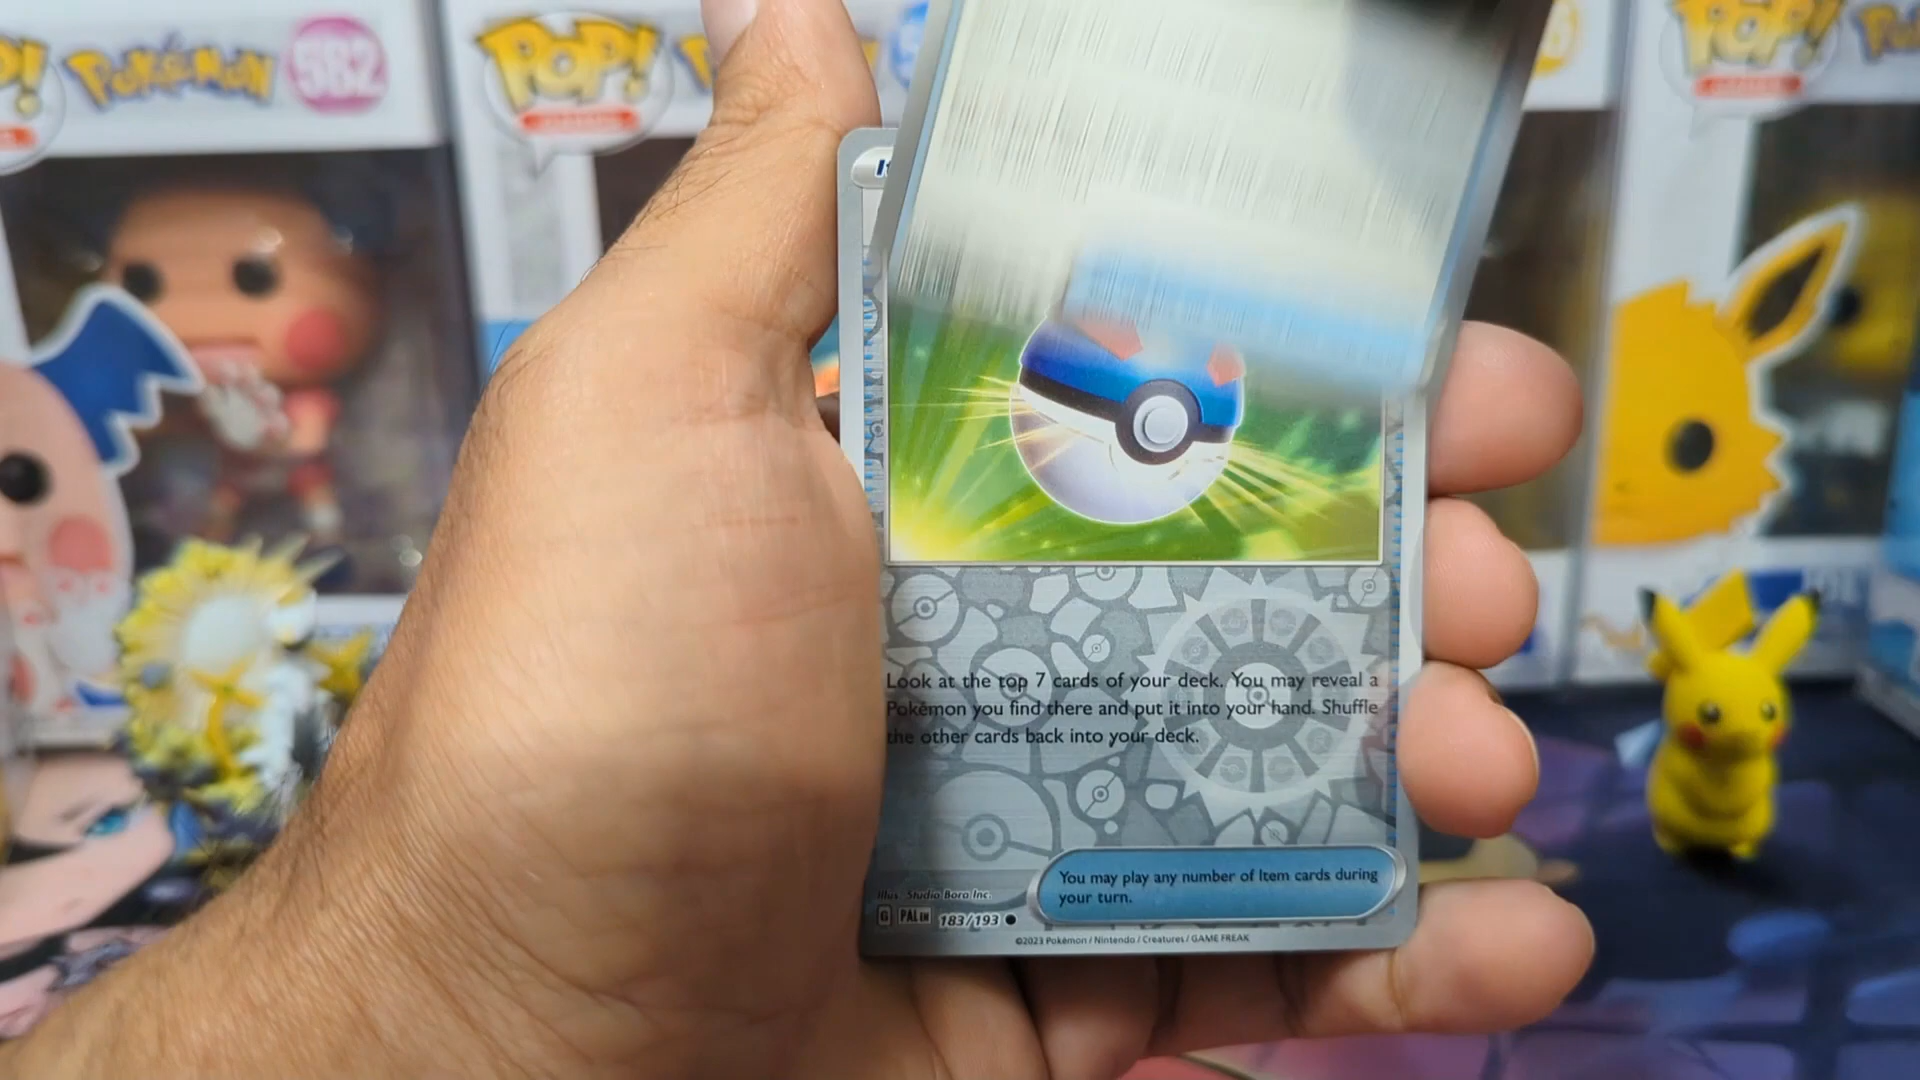 POKÉMON
582
POP!
POP!
Look at the top 7 cards of your deck. You may reveal a
Pokémon you find there and put it into your hand. Shuffle
the other cards back into your deck.
You may play any number of Item cards during
your turn.
Illus. Studio Bora Inc.
G PAL EN 183/193
©2023 Pokémon / Nintendo / Creatures / GAME FREAK